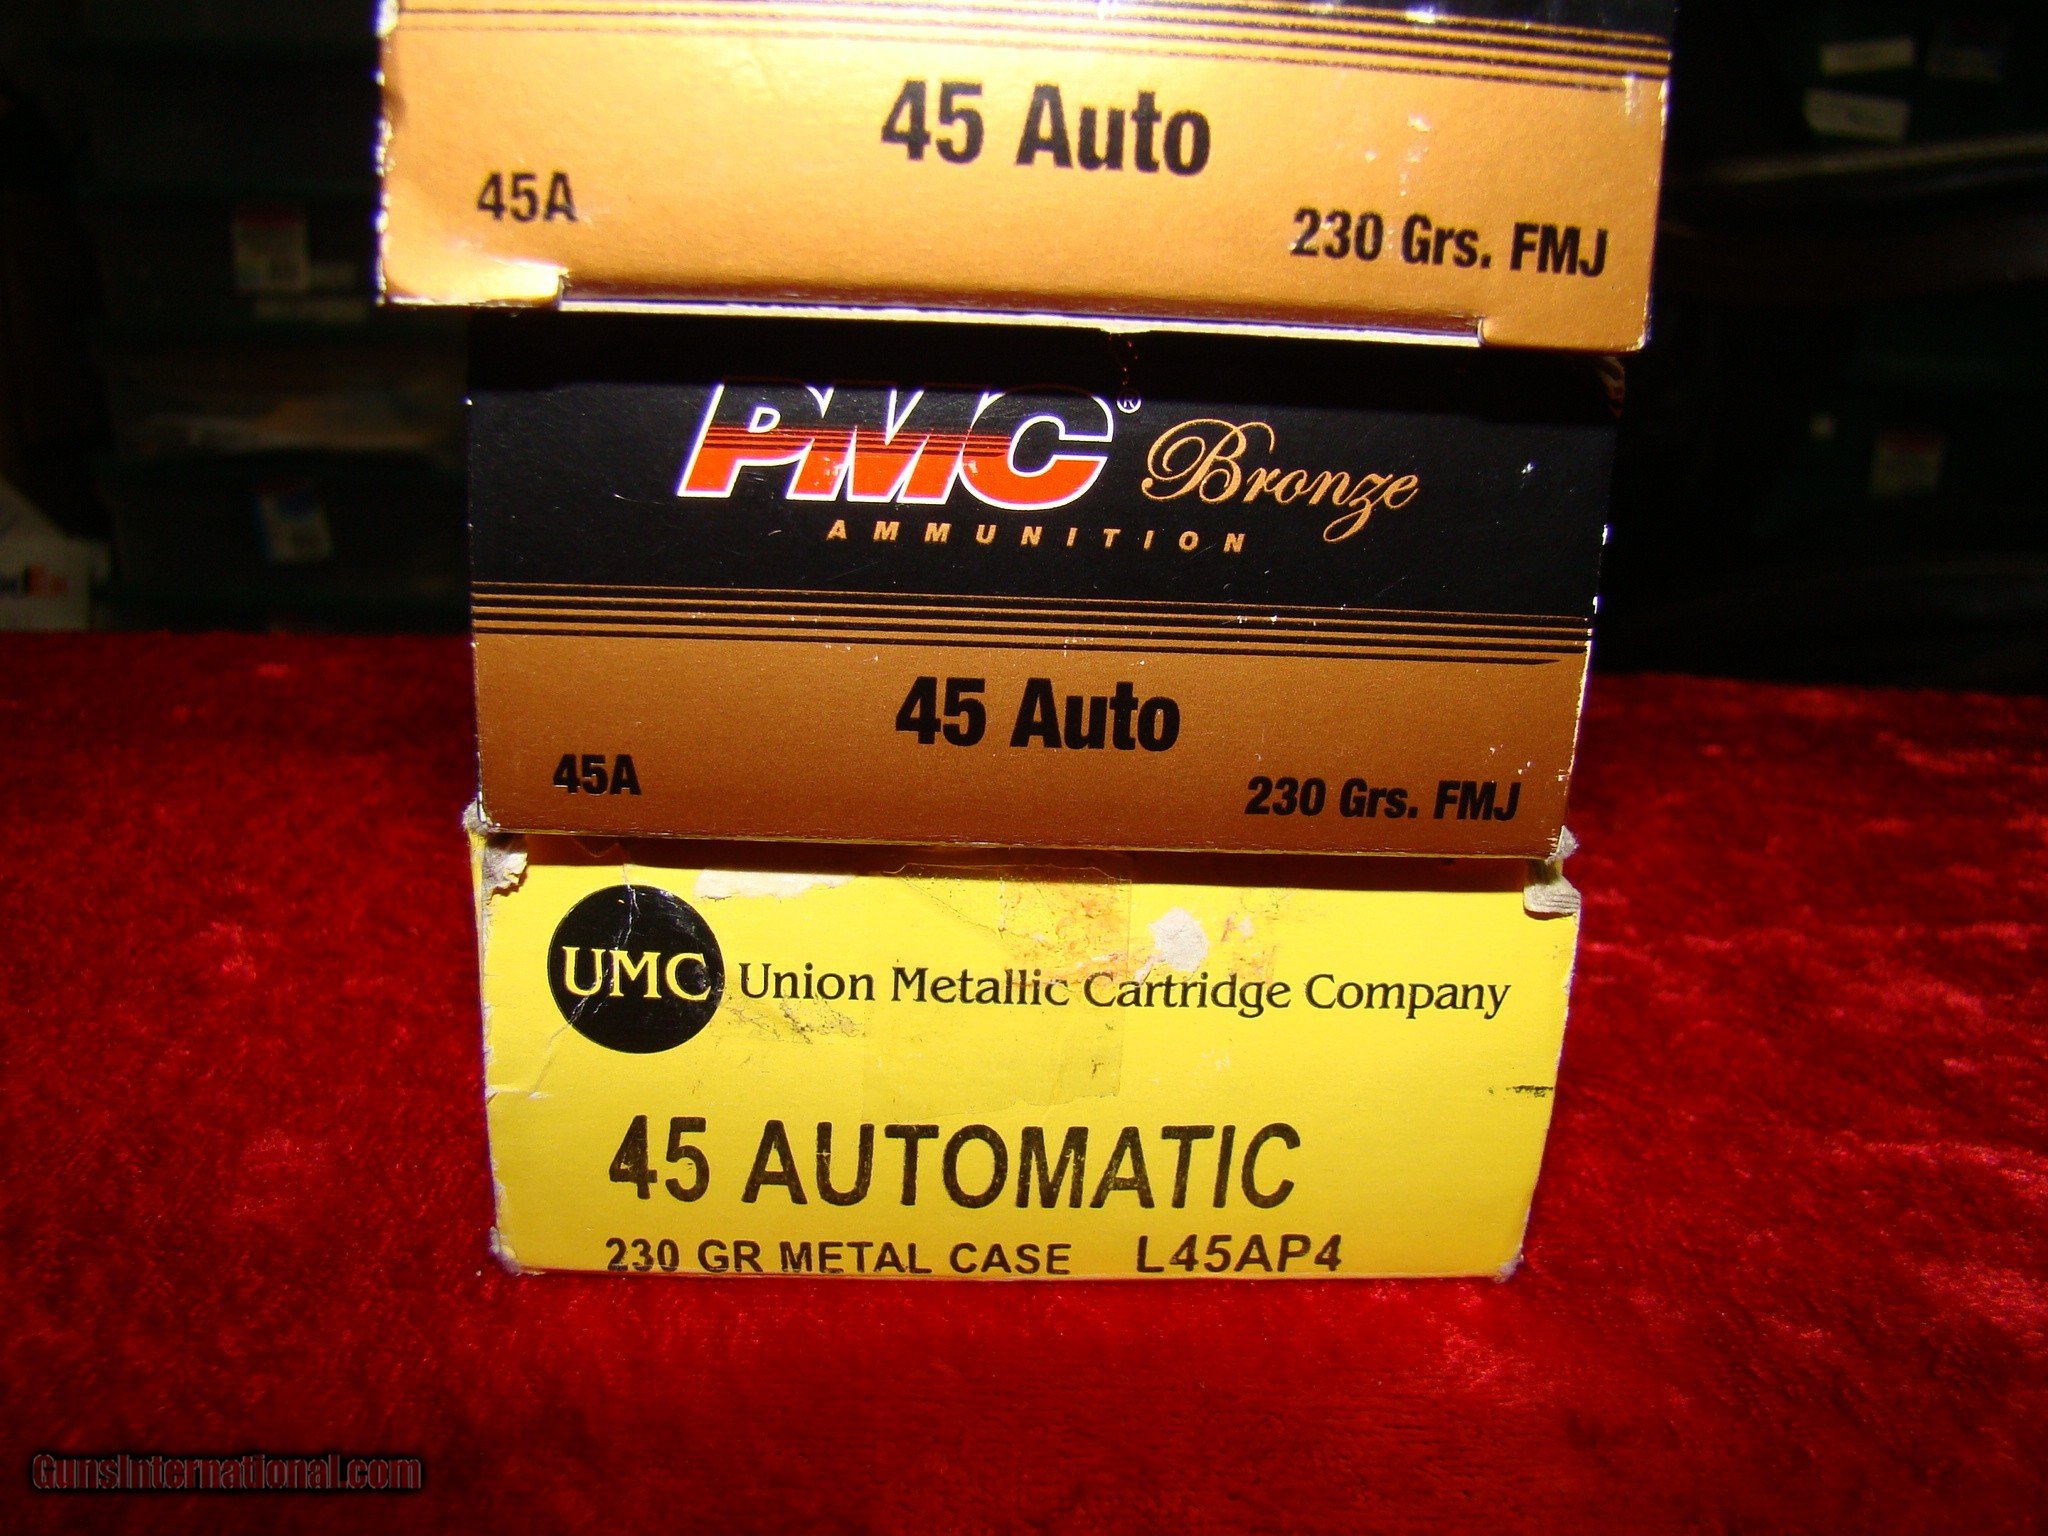 45 Auto
45A
230 Grs. FMJ
PMC® Bronze
AMMUNITION
45 Auto
45A
230 Grs. FMJ
UMC Union Metallic Cartridge Company
45 AUTOMATIC
230 GR METAL CASE L45AP4
GunsInternational.com